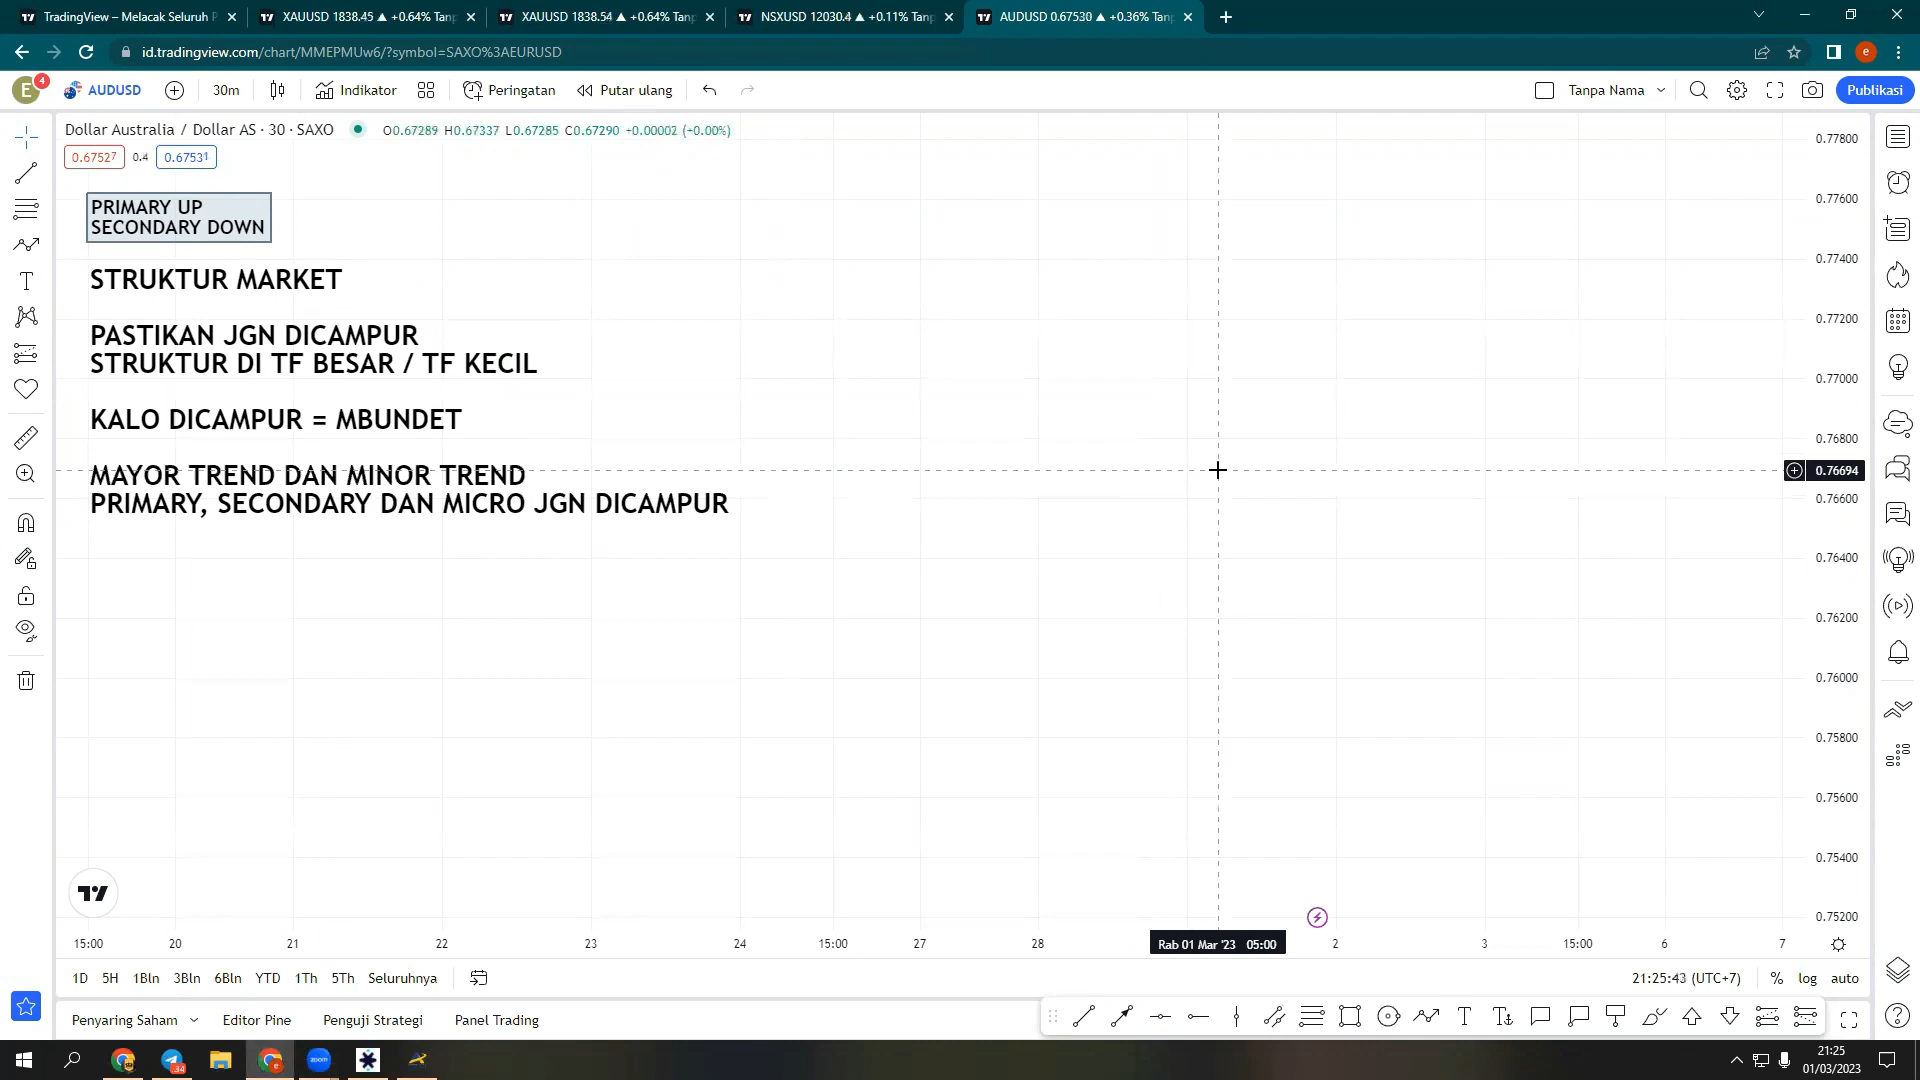 TradingView – Melacak Seluruh P
XAUUSD 1838.45 ▲ +0.64% Tanp
XAUUSD 1838.54 ▲ +0.64% Tanp
NSXUSD 12030.4 ▲ +0.11% Tanp
AUDUSD 0.67530 ▲ +0.36% Tanp
id.tradingview.com/chart/MMEPMUw6/?symbol=SAXO%3AEURUSD
e
E
4
AUDUSD
30m
Indikator
Peringatan
Putar ulang
Tanpa Nama
Publikasi
Dollar Australia / Dollar AS · 30 · SAXO
O0.67289 H0.67337 L0.67285 C0.67290 +0.00002 (+0.00%)
0.67527 0.4 0.67531
PRIMARY UP
SECONDARY DOWN
STRUKTUR MARKET
PASTIKAN JGN DICAMPUR
STRUKTUR DI TF BESAR / TF KECIL
KALO DICAMPUR = MBUNDET
MAYOR TREND DAN MINOR TREND
PRIMARY, SECONDARY DAN MICRO JGN DICAMPUR
0.77800
0.77600
0.77400
0.77200
0.77000
0.76800
0.76694
0.76600
0.76400
0.76200
0.76000
0.75800
0.75600
0.75400
0.75200
15:00 20 21 22 23 24 15:00 27 28 Rab 01 Mar '23 05:00 2 3 15:00 6 7
1D 5H 1Bln 3Bln 6Bln YTD 1Th 5Th Seluruhnya
21:25:43 (UTC+7) % log auto
Penyaring Saham Editor Pine Penguji Strategi Panel Trading
zoom
34
21:25
01/03/2023